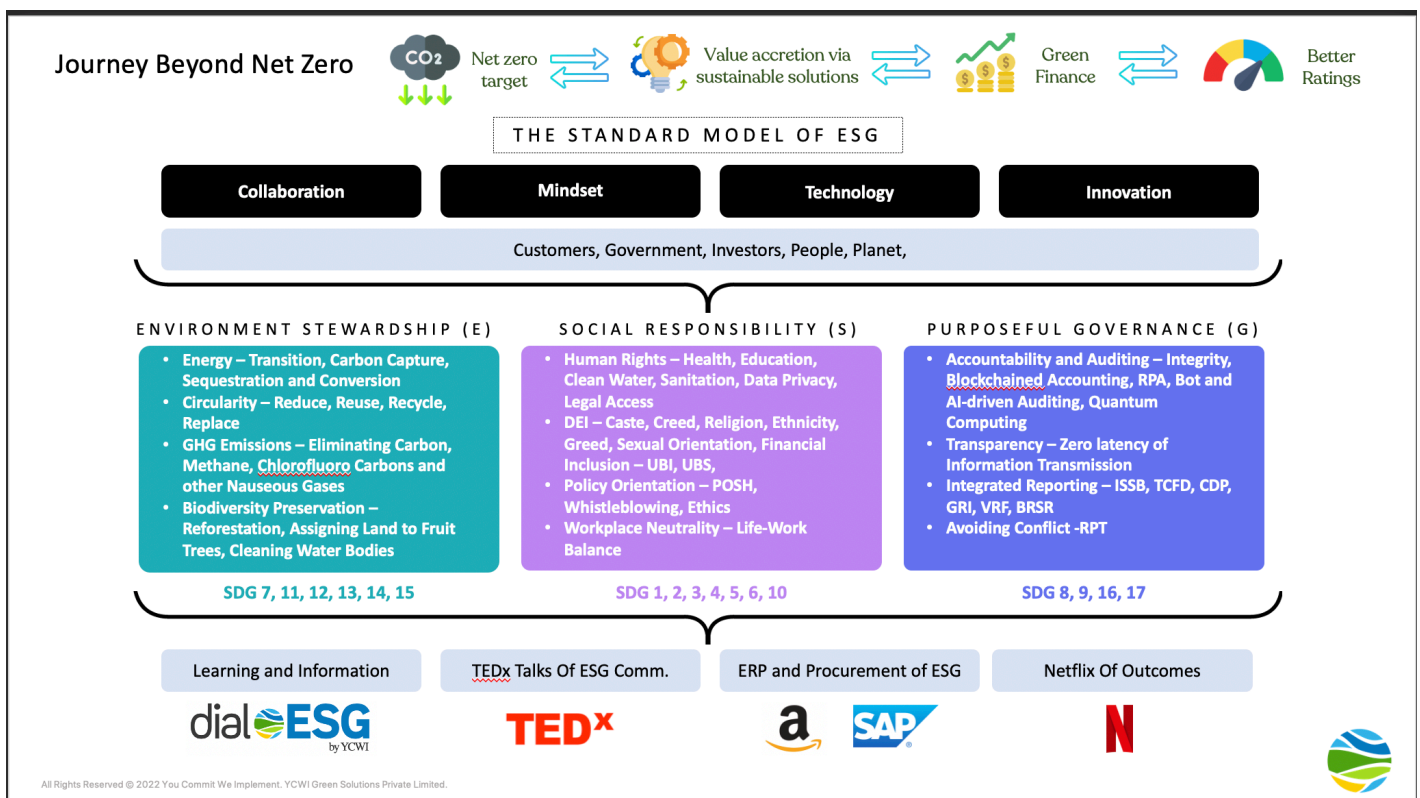 Journey Beyond Net Zero
CO2
Net zero
target
Value accretion via
sustainable solutions
Green
Finance
Better
Ratings
THE STANDARD MODEL OF ESG
Collaboration
Mindset
Technology
Innovation
Customers, Government, Investors, People, Planet,
ENVIRONMENT STEWARDSHIP (E)
• Energy – Transition, Carbon Capture,
Sequestration and Conversion
• Circularity – Reduce, Reuse, Recycle,
Replace
• GHG Emissions – Eliminating Carbon,
Methane, Chlorofluoro Carbons and
other Nauseous Gases
• Biodiversity Preservation –
Reforestation, Assigning Land to Fruit
Trees, Cleaning Water Bodies
SDG 7, 11, 12, 13, 14, 15
SOCIAL RESPONSIBILITY (S)
• Human Rights – Health, Education,
Clean Water, Sanitation, Data Privacy,
Legal Access
• DEI – Caste, Creed, Religion, Ethnicity,
Greed, Sexual Orientation, Financial
Inclusion – UBI, UBS,
• Policy Orientation – POSH,
Whistleblowing, Ethics
• Workplace Neutrality – Life-Work
Balance
SDG 1, 2, 3, 4, 5, 6, 10
PURPOSEFUL GOVERNANCE (G)
• Accountability and Auditing – Integrity,
Blockchained Accounting, RPA, Bot and
AI-driven Auditing, Quantum
Computing
• Transparency – Zero latency of
Information Transmission
• Integrated Reporting – ISSB, TCFD, CDP,
GRI, VRF, BRSR
• Avoiding Conflict -RPT
SDG 8, 9, 16, 17
Learning and Information
TEDx Talks Of ESG Comm.
ERP and Procurement of ESG
Netflix Of Outcomes
dial ESG
by YCWI
TEDx
a
SAP
®
N
All Rights Reserved © 2022 You Commit We Implement. YCWI Green Solutions Private Limited.